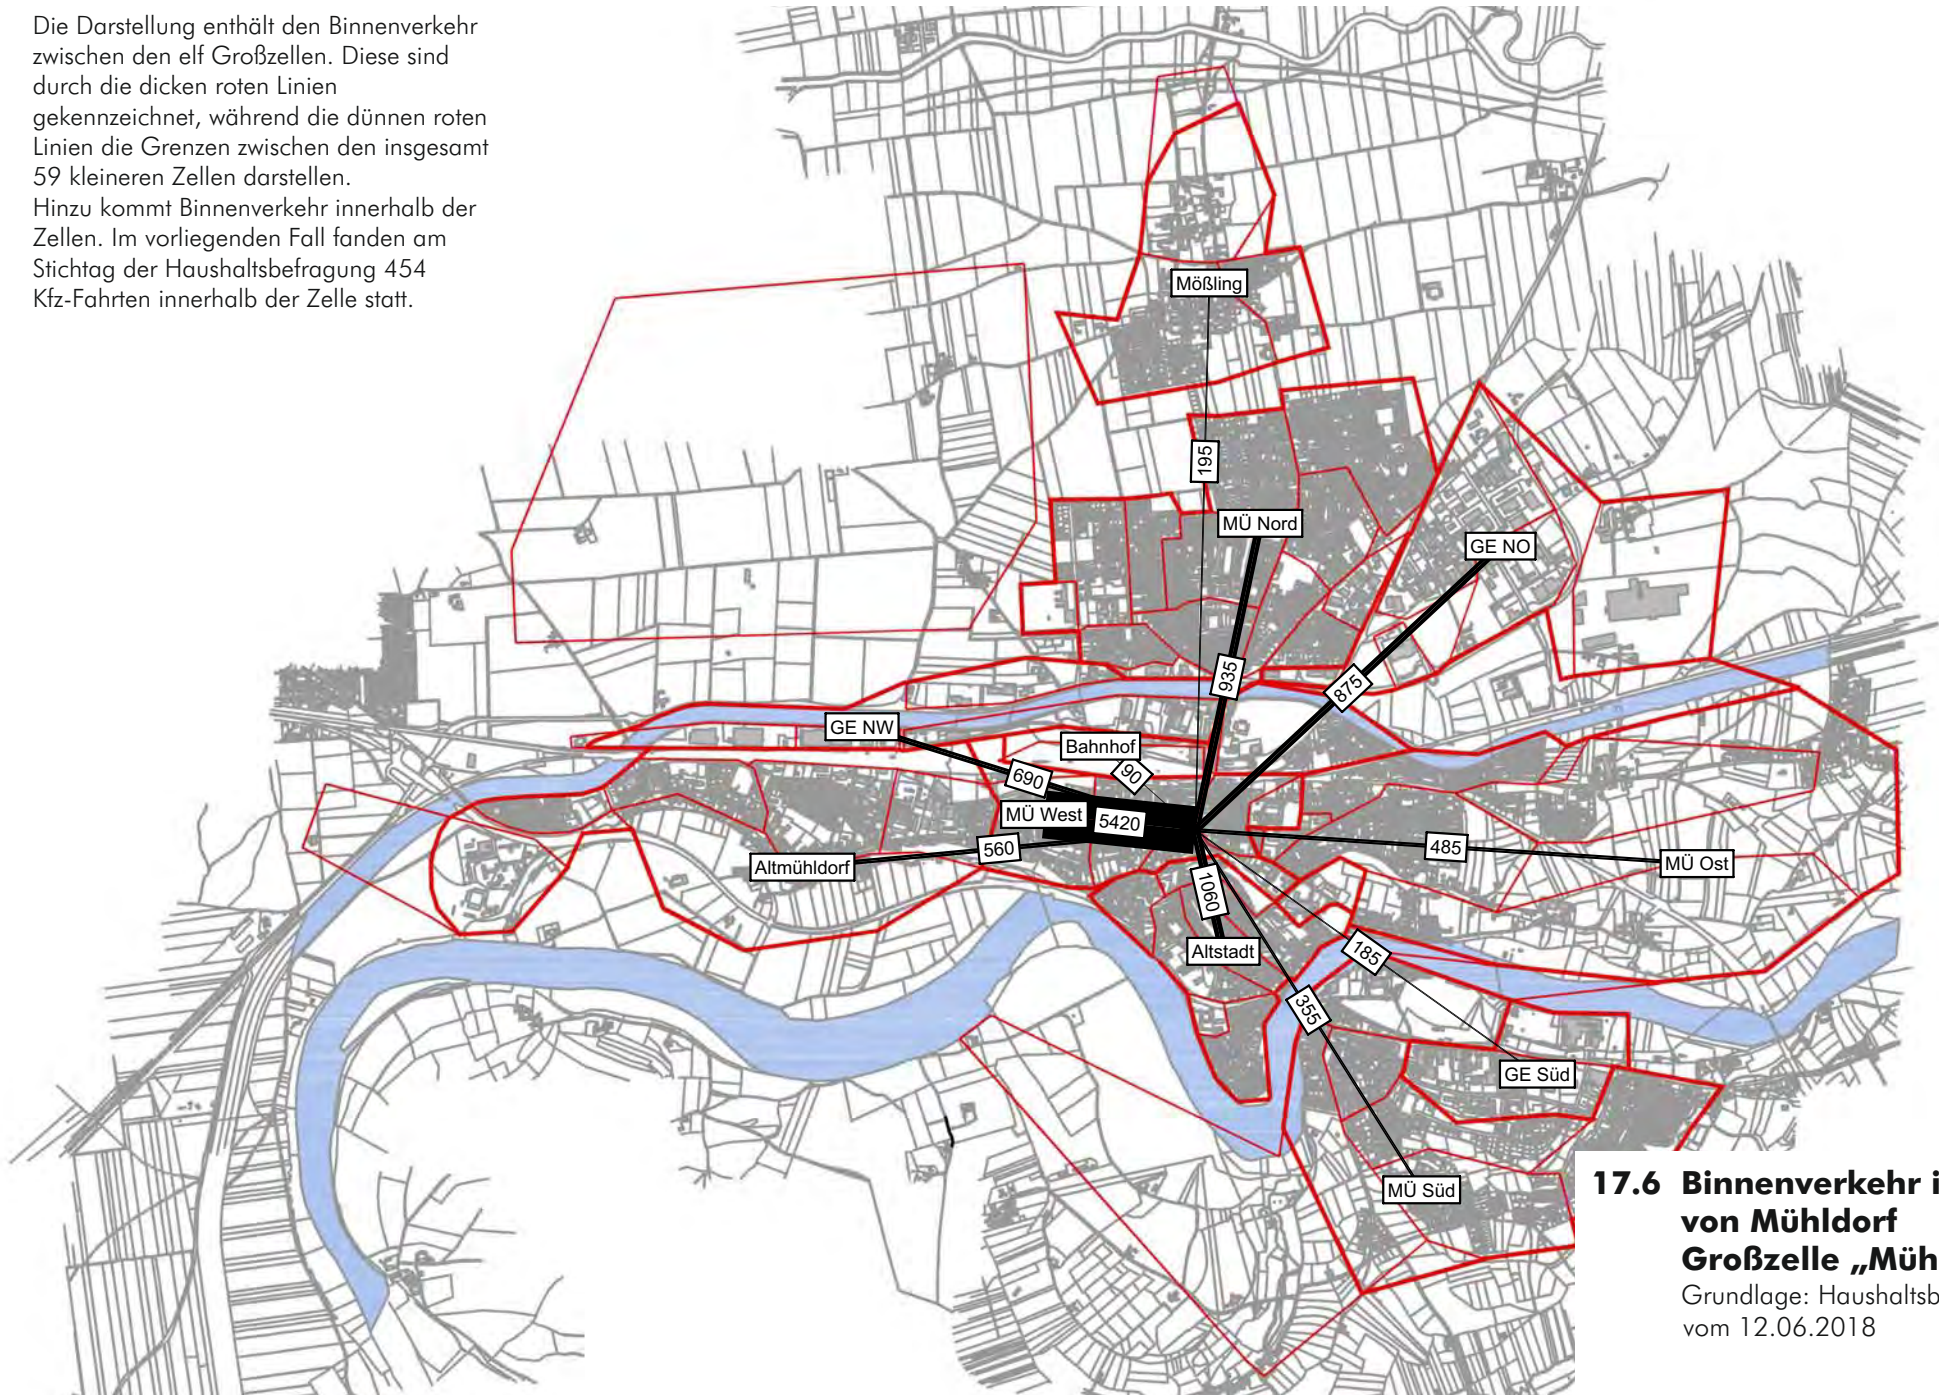 Die Darstellung enthält den Binnenverkehr
zwischen den elf Großzellen. Diese sind
durch die dicken roten Linien
gekennzeichnet, während die dünnen roten
Linien die Grenzen zwischen den insgesamt
59 kleineren Zellen darstellen.
Hinzu kommt Binnenverkehr innerhalb der
Zellen. Im vorliegenden Fall fanden am
Stichtag der Haushaltsbefragung 454
Kfz-Fahrten innerhalb der Zelle statt.
Mößling
195
MÜ Nord
GE NO
935
875
GE NW
Bahnhof
690
90
MÜ West
5420
560
485
Altmühldorf
MÜ Ost
1060
Altstadt
185
355
GE Süd
MÜ Süd
17.6 Binnenverkehr i
von Mühldorf
Großzelle „Müh
Grundlage: Haushaltsb
vom 12.06.2018